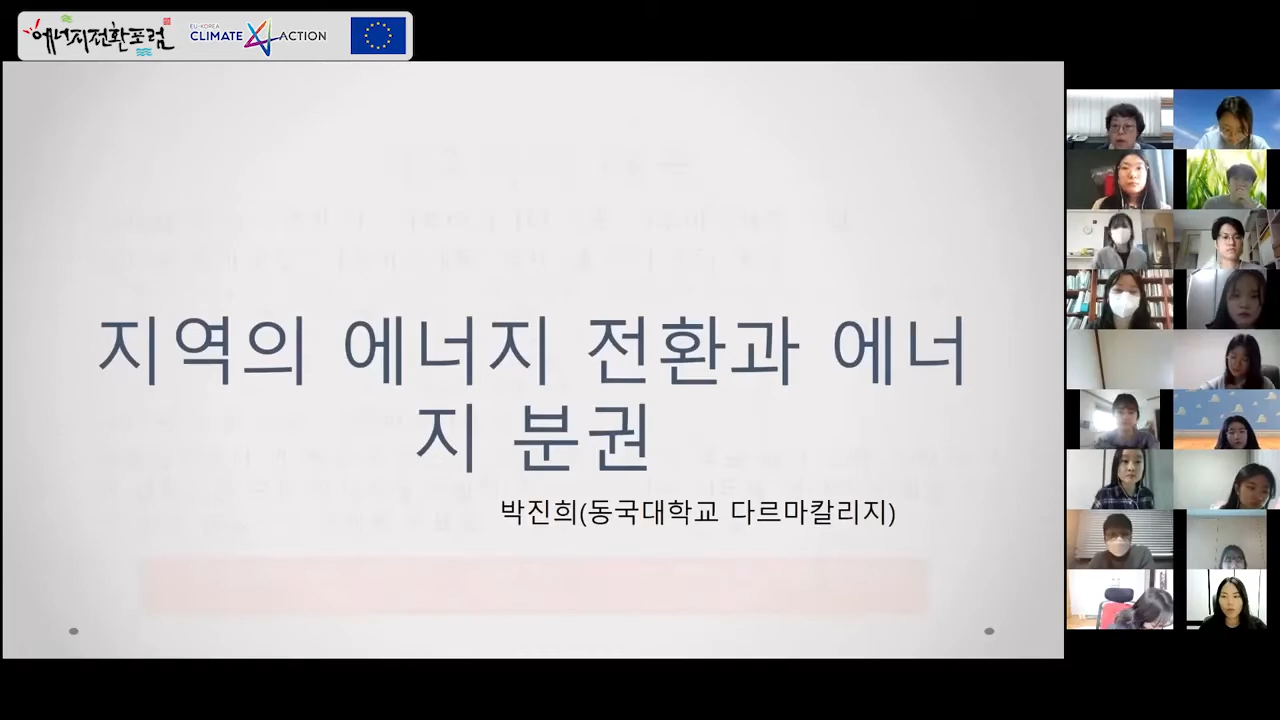 에너지전환포럼
EU-KOREA
CLIMATE ACTION
지역의 에너지 전환과 에너
지 분권
박진희(동국대학교 다르마칼리지)